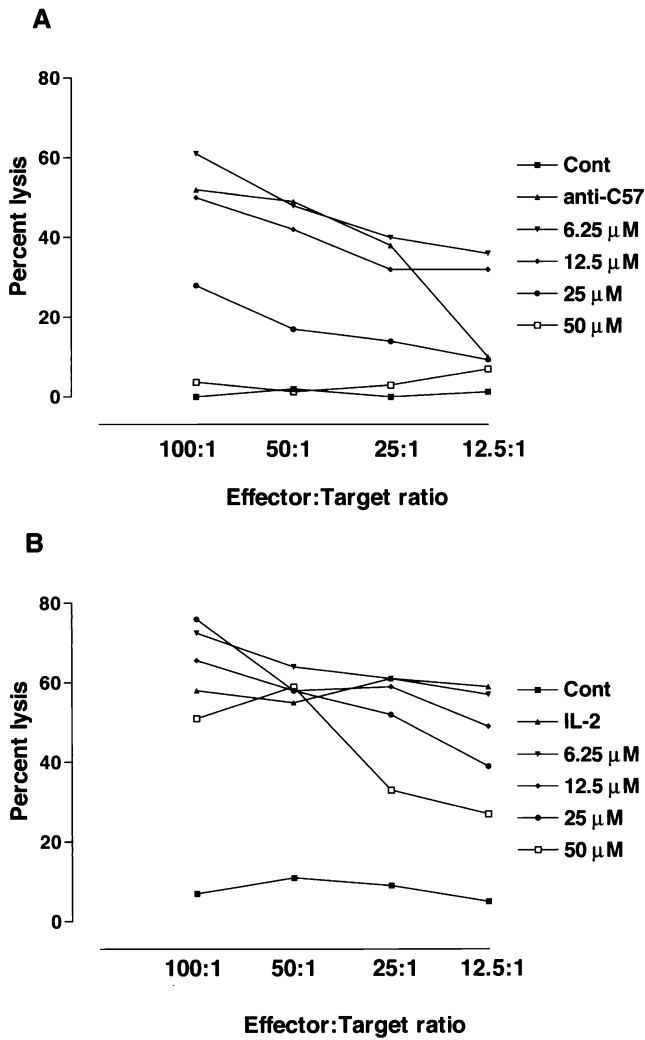 A
80
60
40
20
0
Percent lysis
100:1 50:1 25:1 12.5:1
Effector:Target ratio
Cont
anti-C57
6.25 μM
12.5 μM
25 μM
50 μM
B
80
60
40
20
0
Percent lysis
100:1 50:1 25:1 12.5:1
Effector:Target ratio
Cont
IL-2
6.25 μM
12.5 μM
25 μM
50 μM